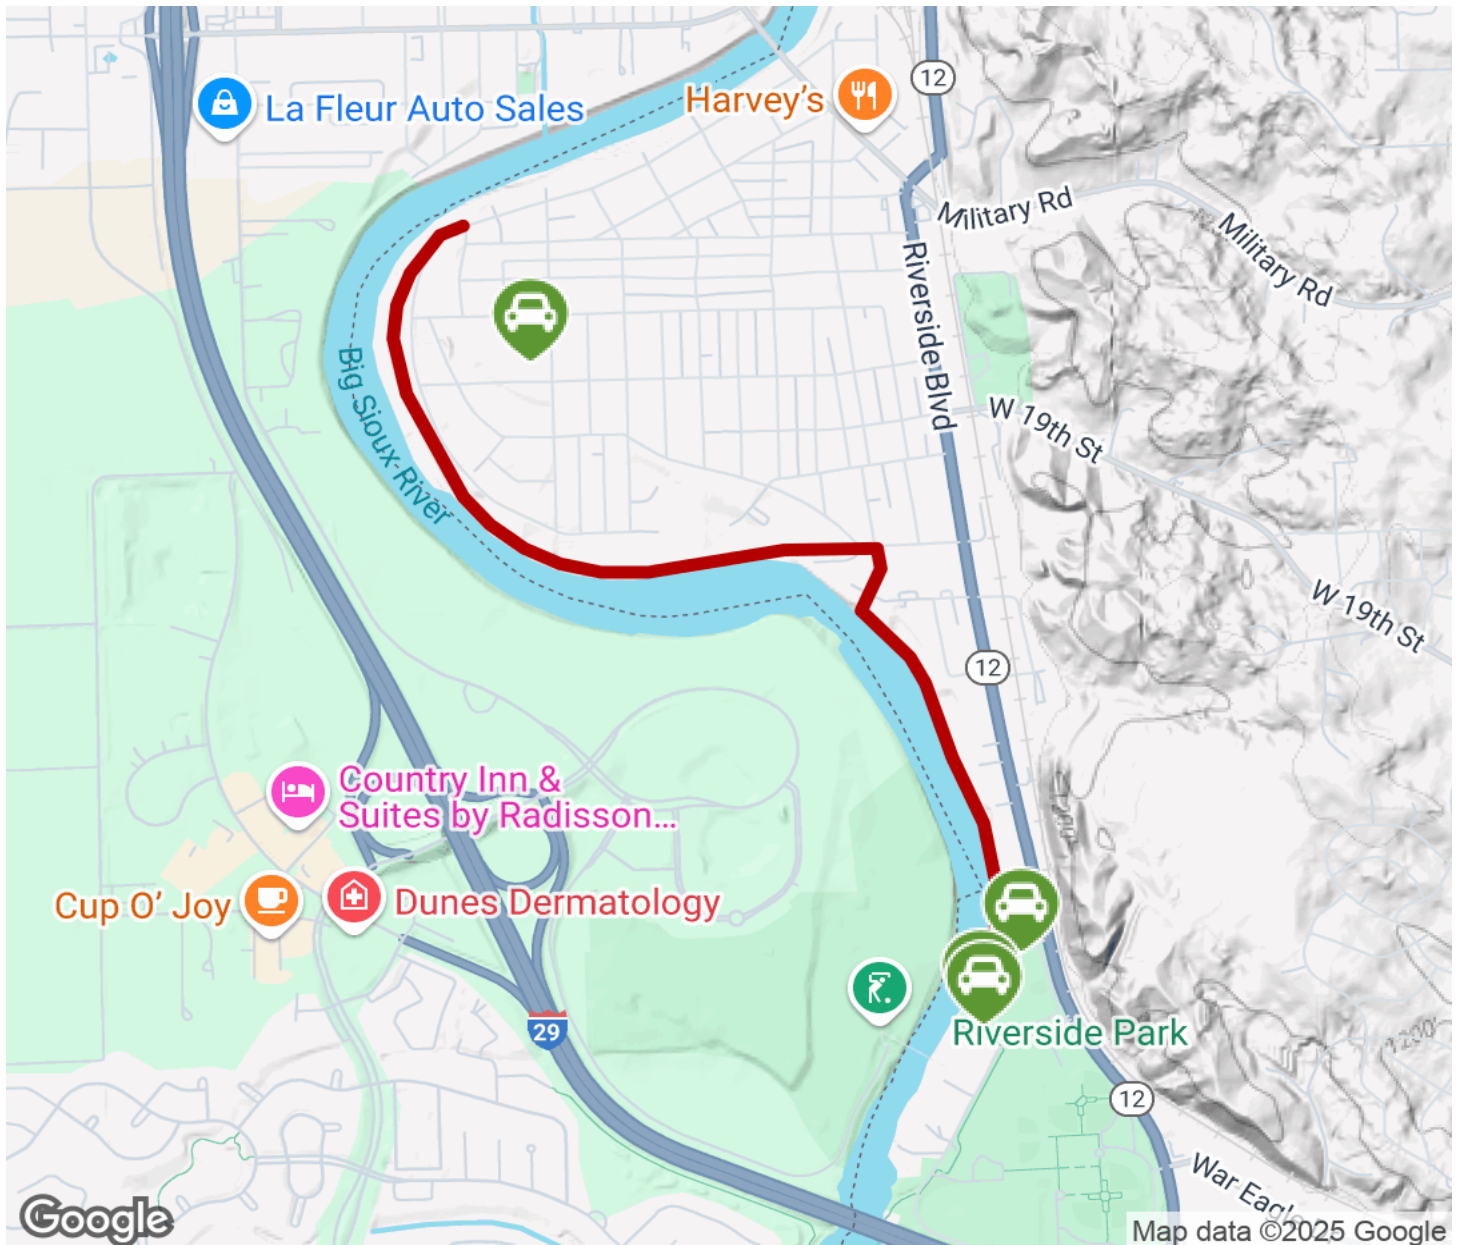 12
Harvey's
La Fleur Auto Sales
Military Rd
Military Rd
Riverside Blvd
Big Sioux River
W 19th St
W 19th St
12
Country Inn &
Suites by Radisson...
Cup O' Joy
Dunes Dermatology
29
Riverside Park
12
War Eagle
Google
Map data ©2025 Google